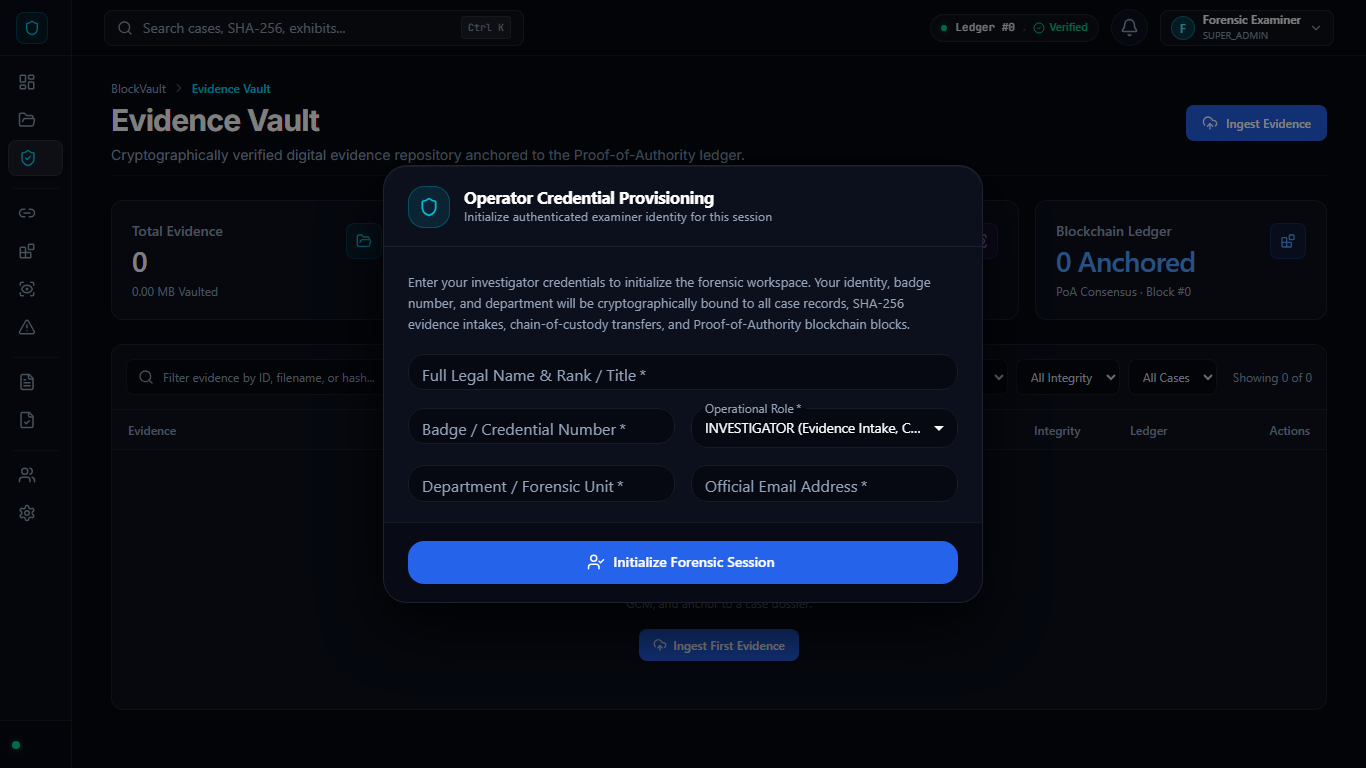 Search cases, SHA-256, exhibits...
Ctrl K
Ledger #0 · Verified
F
Forensic Examiner
SUPER_ADMIN
BlockVault > Evidence Vault
Evidence Vault
Ingest Evidence
Cryptographically verified digital evidence repository anchored to the Proof-of-Authority ledger.
Total Evidence
0
0.00 MB Vaulted
Blockchain Ledger
0 Anchored
PoA Consensus · Block #0
Operator Credential Provisioning
Initialize authenticated examiner identity for this session
Enter your investigator credentials to initialize the forensic workspace. Your identity, badge
number, and department will be cryptographically bound to all case records, SHA-256
evidence intakes, chain-of-custody transfers, and Proof-of-Authority blockchain blocks.
Full Legal Name & Rank / Title *
Badge / Credential Number *
Operational Role *
INVESTIGATOR (Evidence Intake, C...
Department / Forensic Unit *
Official Email Address *
Initialize Forensic Session
Filter evidence by ID, filename, or hash...
All Integrity
All Cases
Showing 0 of 0
Evidence
Integrity
Ledger
Actions
GCM, and anchor to a case dossier.
Ingest First Evidence